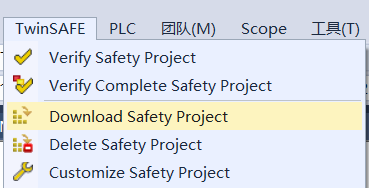 TwinSAFE PLC 团队(M) Scope 工具(T)
Verify Safety Project
Verify Complete Safety Project
Download Safety Project
Delete Safety Project
Customize Safety Project